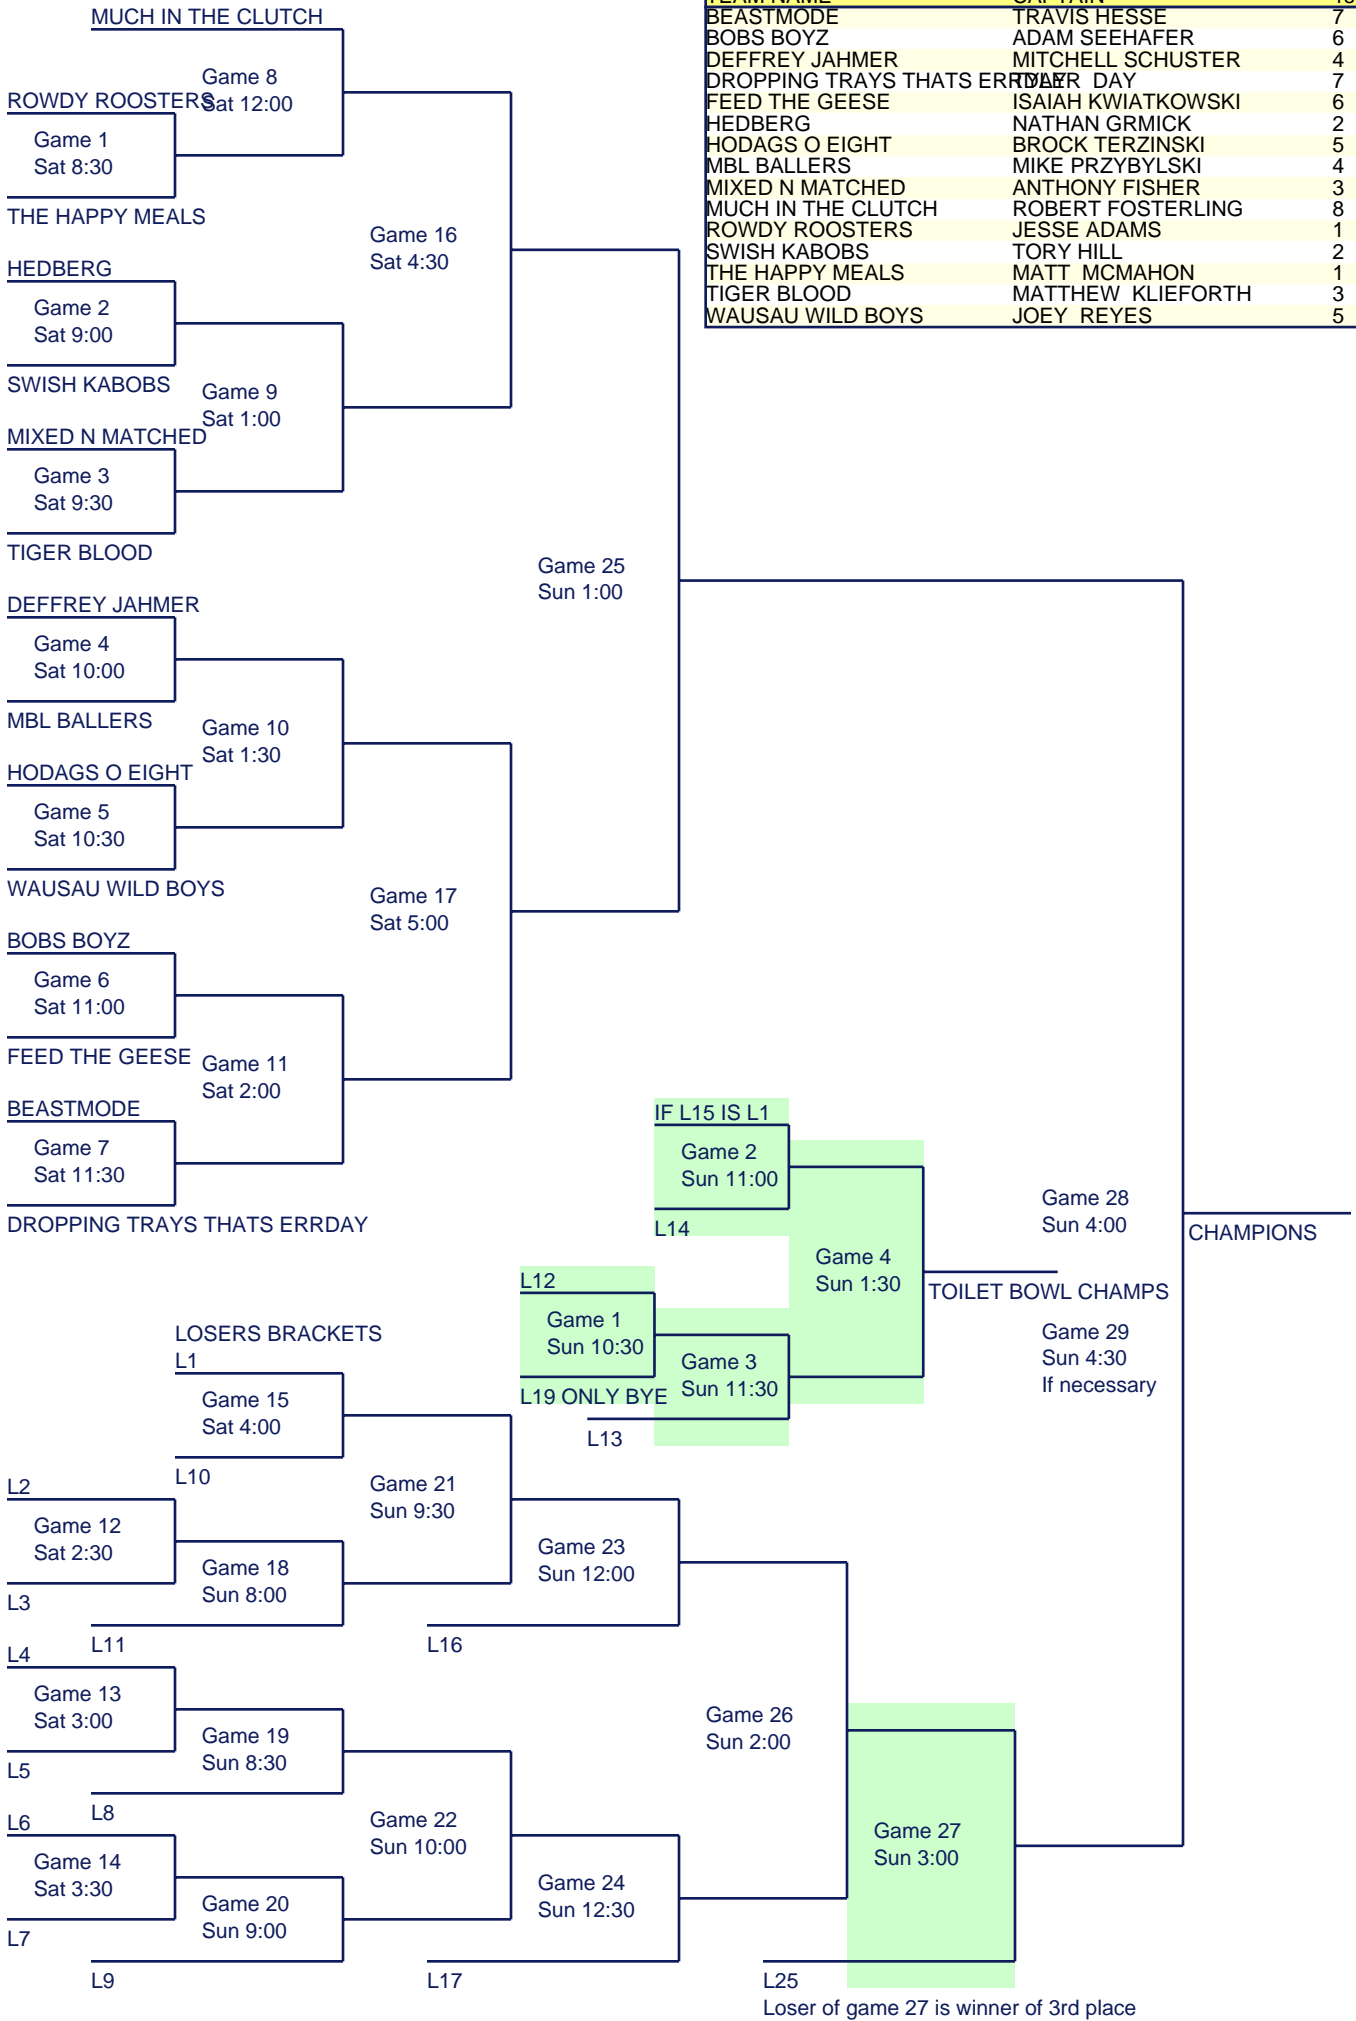 MUCH IN THE CLUTCH
Game 8
Sat 12:00
ROWDY ROOSTERS
Game 1
Sat 8:30
THE HAPPY MEALS
Game 16
Sat 4:30
HEDBERG
Game 2
Sat 9:00
SWISH KABOBS
Game 9
Sat 1:00
MIXED N MATCHED
Game 3
Sat 9:30
TIGER BLOOD
Game 25
Sun 1:00
DEFFREY JAHMER
Game 4
Sat 10:00
MBL BALLERS
Game 10
Sat 1:30
HODAGS O EIGHT
Game 5
Sat 10:30
WAUSAU WILD BOYS
Game 17
Sat 5:00
BOBS BOYZ
Game 6
Sat 11:00
FEED THE GEESE
Game 11
Sat 2:00
BEASTMODE
Game 7
Sat 11:30
DROPPING TRAYS THATS ERRDAY
BEASTMODE TRAVIS HESSE 7
BOBS BOYZ ADAM SEEHAFER 6
DEFFREY JAHMER MITCHELL SCHUSTER 4
DROPPING TRAYS THATS ERRDAY TYLER DAY 7
FEED THE GEESE ISAIAH KWIATKOWSKI 6
HEDBERG NATHAN GRMICK 2
HODAGS O EIGHT BROCK TERZINSKI 5
MBL BALLERS MIKE PRZYBYLSKI 4
MIXED N MATCHED ANTHONY FISHER 3
MUCH IN THE CLUTCH ROBERT FOSTERLING 8
ROWDY ROOSTERS JESSE ADAMS 1
SWISH KABOBS TORY HILL 2
THE HAPPY MEALS MATT MCMAHON 1
TIGER BLOOD MATTHEW KLIEFORTH 3
WAUSAU WILD BOYS JOEY REYES 5
IF L15 IS L1
Game 2
Sun 11:00
L14
Game 4
Sun 1:30
L12
Game 1
Sun 10:30
L19 ONLY BYE
Game 3
Sun 11:30
L13
TOILET BOWL CHAMPS
Game 28
Sun 4:00
CHAMPIONS
Game 29
Sun 4:30
If necessary
LOSERS BRACKETS
L1
Game 15
Sat 4:00
L10
L2
Game 12
Sat 2:30
L3
Game 18
Sun 8:00
L11
Game 21
Sun 9:30
Game 23
Sun 12:00
L16
L4
Game 13
Sat 3:00
L5
Game 19
Sun 8:30
L8
Game 26
Sun 2:00
L6
Game 14
Sat 3:30
L7
Game 20
Sun 9:00
L9
Game 22
Sun 10:00
Game 24
Sun 12:30
L17
Game 27
Sun 3:00
L25
Loser of game 27 is winner of 3rd place